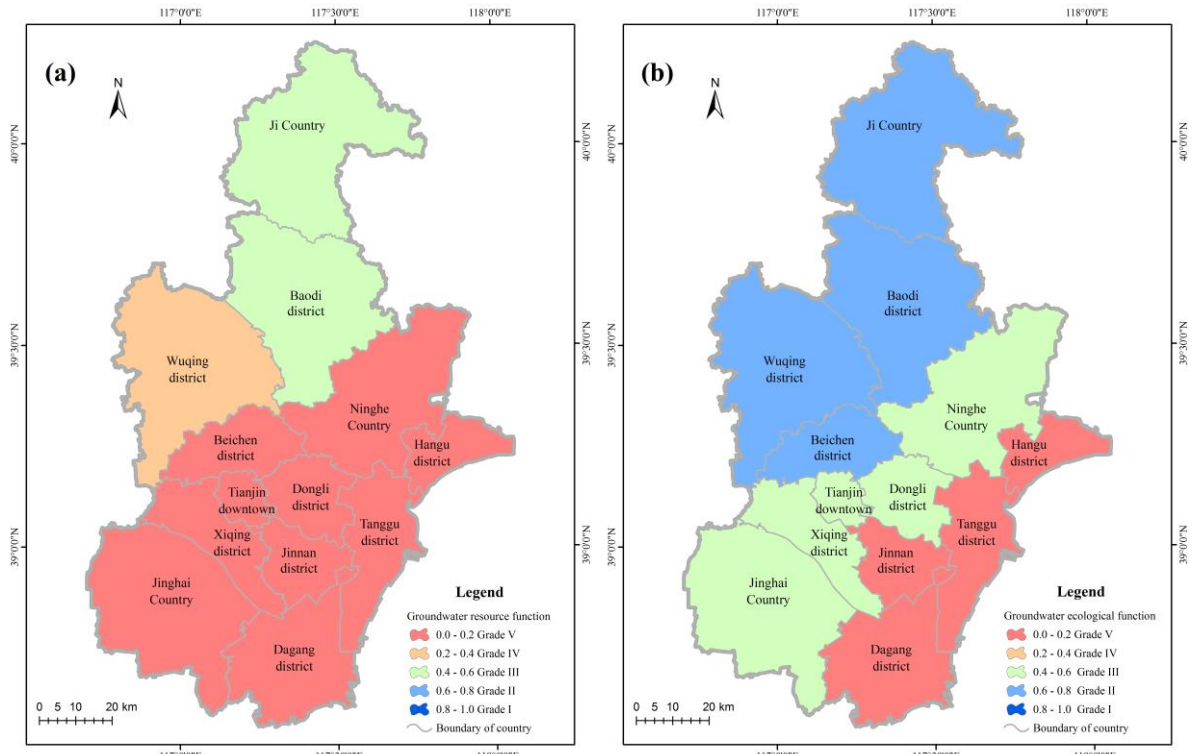 117°0'0"E
117°30'0"E
118°0'0"E
(a)
N
40°0'0"N
39°30'0"N
39°0'0"N
Ji Country
Baodi
district
Wuqing
district
Ninghe
Country
Beichen
district
Hangu
district
Tianjin
downtown
Dongli
district
Tanggu
district
Xiqing
district
Jinnan
district
Jinghai
Country
Dagang
district
Legend
Groundwater resource function
0.0 - 0.2 Grade V
0.2 - 0.4 Grade IV
0.4 - 0.6 Grade III
0.6 - 0.8 Grade II
0.8 - 1.0 Grade I
Boundary of country
0 5 10 20 km
118°0'0"E
117°0'0"E
117°30'0"E
118°0'0"E
(b)
N
40°0'0"N
39°30'0"N
39°0'0"N
Ji Country
Baodi
district
Wuqing
district
Ninghe
Country
Beichen
district
Hangu
district
Tianjin
downtown
Dongli
district
Tanggu
district
Xiqing
district
Jinnan
district
Jinghai
Country
Dagang
district
Legend
Groundwater ecological function
0.0 - 0.2 Grade V
0.2 - 0.4 Grade IV
0.4 - 0.6 Grade III
0.6 - 0.8 Grade II
0.8 - 1.0 Grade I
Boundary of country
0 5 10 20 km
118°0'0"E